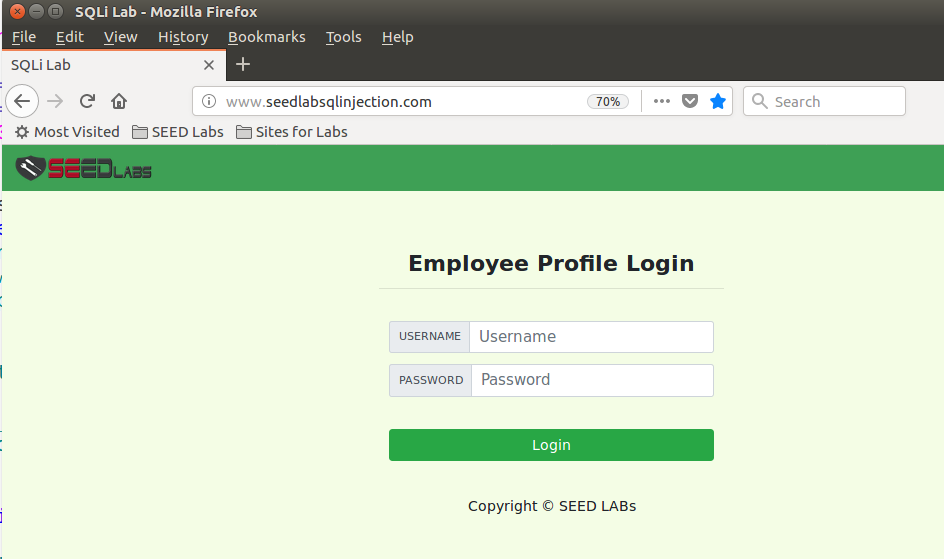 SQLi Lab - Mozilla Firefox
File Edit View History Bookmarks Tools Help
SQLi Lab
www.seedlabsqlinjection.com 70% Search
Most Visited SEED Labs Sites for Labs
SEEDLABS
Employee Profile Login
USERNAME Username
PASSWORD Password
Login
Copyright © SEED LABs